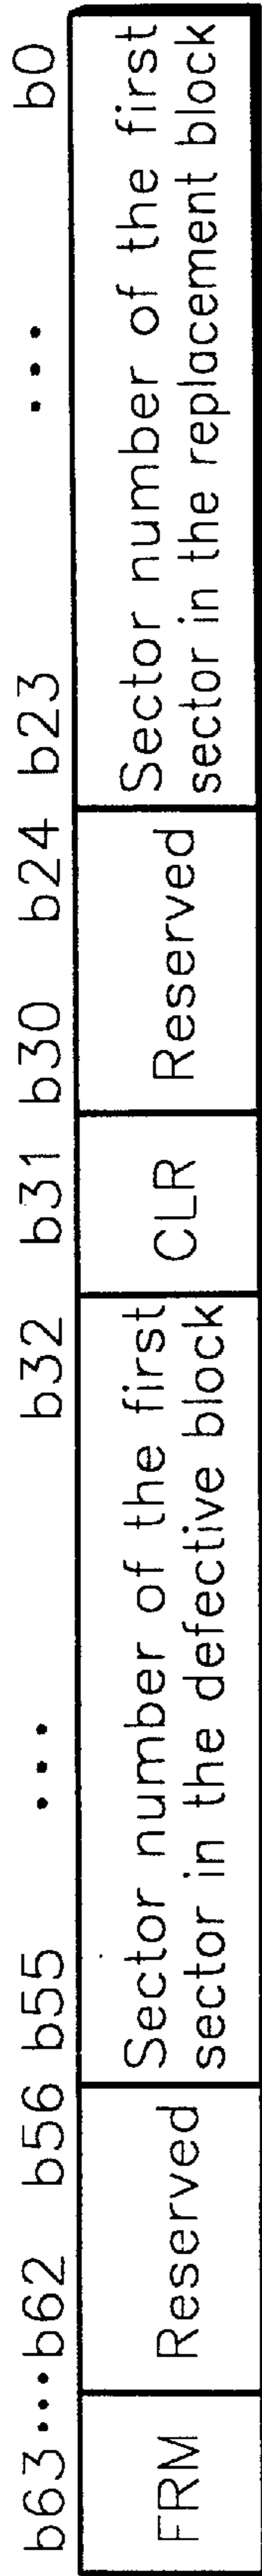 b63 ... b62 b56 b55 ... b32 b31 b30 b24 b23 ... b0
FRM
Reserved
Sector number of the first
sector in the defective block
CLR
Reserved
Sector number of the first
sector in the replacement block